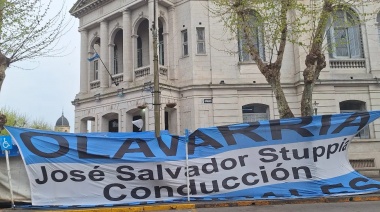 OLAVARRIA
José Salvador Stuppia
Conducción